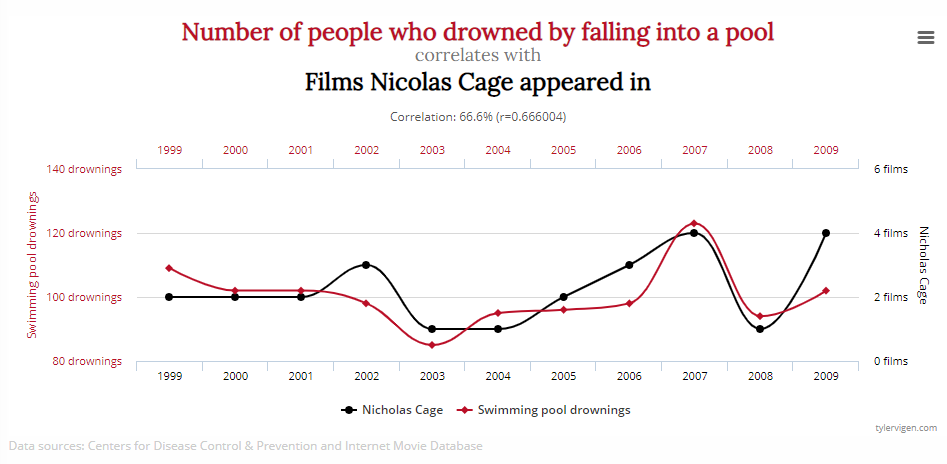 Number of people who drowned by falling into a pool
correlates with
Films Nicolas Cage appeared in
Correlation: 66.6% (r=0.666004)
1999 2000 2001 2002 2003 2004 2005 2006 2007 2008 2009
140 drownings 6 films
120 drownings 4 films
100 drownings 2 films
80 drownings 0 films
Swimming pool drownings
Nicholas Cage
1999 2000 2001 2002 2003 2004 2005 2006 2007 2008 2009
Nicholas Cage Swimming pool drownings
tylervigen.com
Data sources: Centers for Disease Control & Prevention and Internet Movie Database